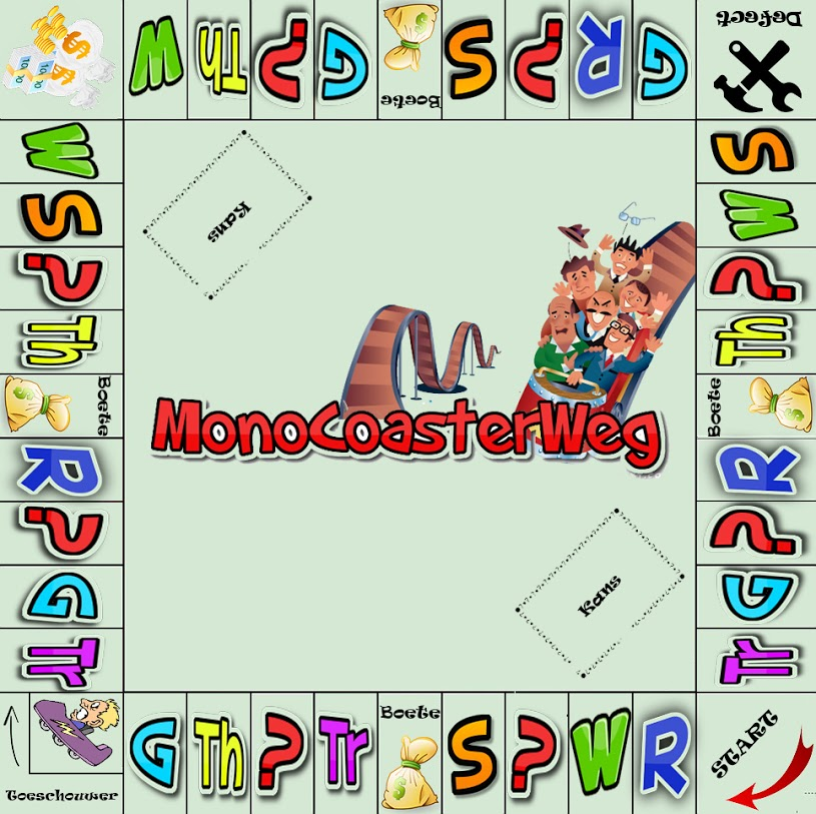 W
Th
?
G
Boete
S
?
R
G
Defect
W
S
?
Th
Boete
R
?
G
Tr
Kans
MonoCoasterWeg
Kans
S
W
?
Th
Boete
R
?
G
Tr
Toeschouwer
G
Th
?
Tr
Boete
S
?
W
R
START